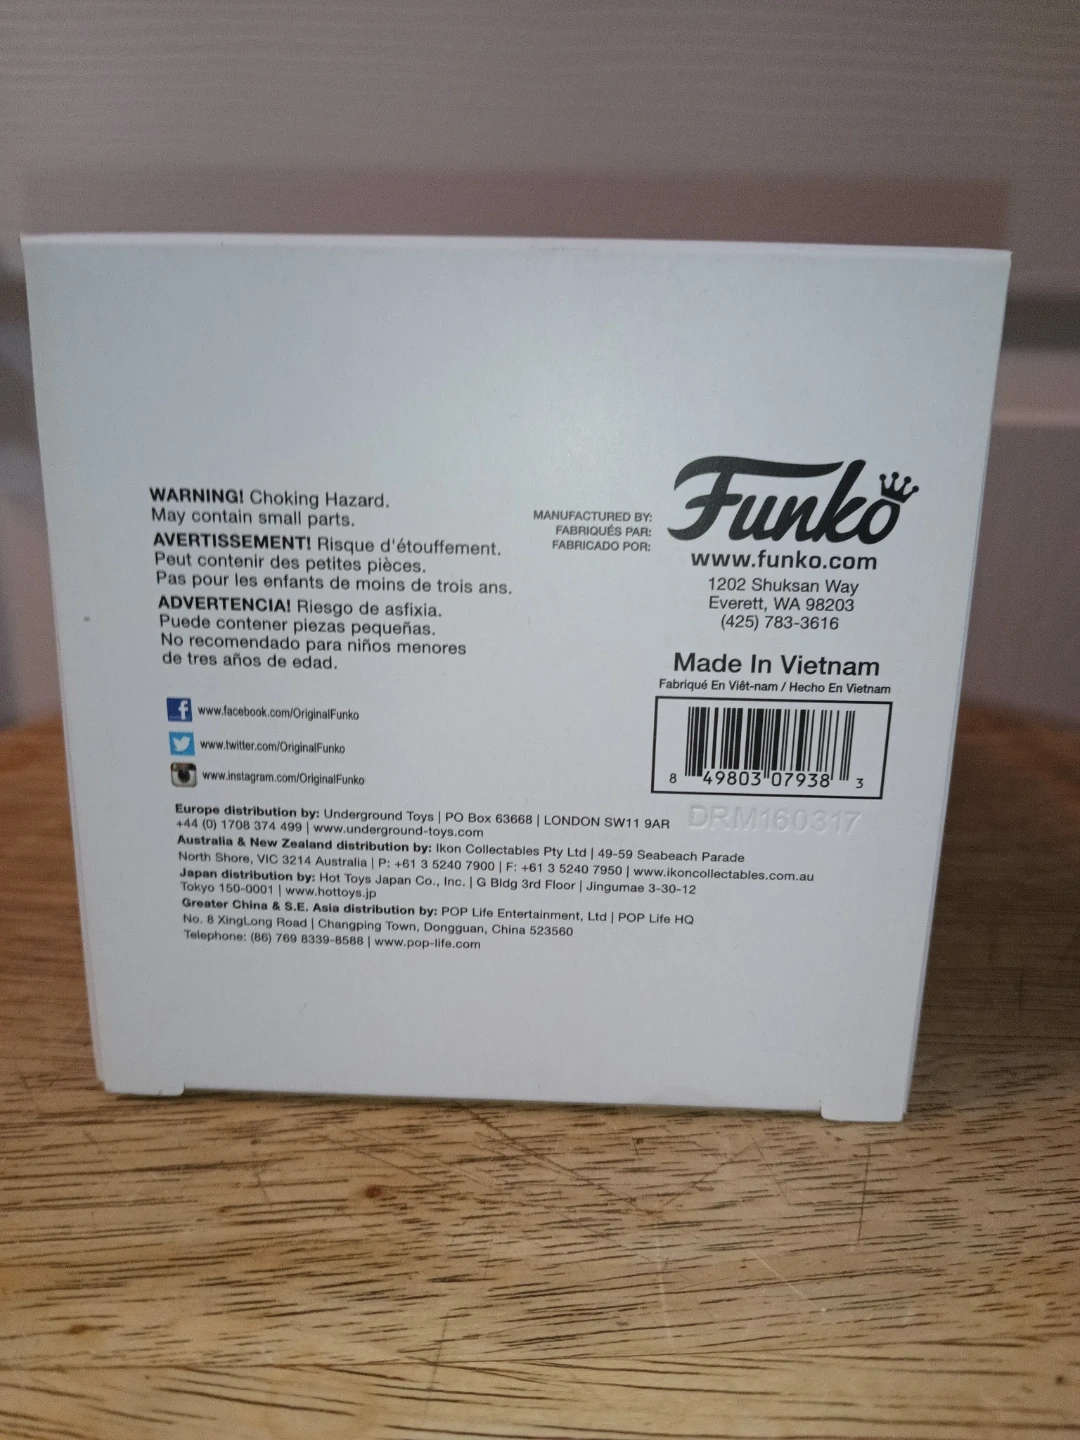 WARNING! Choking Hazard.
May contain small parts.
AVERTISSEMENT! Risque d'étouffement.
Peut contenir des petites pièces.
Pas pour les enfants de moins de trois ans.
ADVERTENCIA! Riesgo de asfixia.
Puede contener piezas pequeñas.
No recomendado para niños menores
de tres años de edad.
MANUFACTURED BY:
FABRIQUÉS PAR:
FABRICADO POR:
Funko
www.funko.com
1202 Shuksan Way
Everett, WA 98203
(425) 783-3616
Made In Vietnam
Fabriqué En Viêt-nam / Hecho En Vietnam
8 49803 07938 3
DRM160317
f www.facebook.com/OriginalFunko
www.twitter.com/OriginalFunko
www.instagram.com/OriginalFunko
Europe distribution by: Underground Toys | PO Box 63668 | LONDON SW11 9AR
+44 (0) 1708 374 499 | www.underground-toys.com
Australia & New Zealand distribution by: Ikon Collectables Pty Ltd | 49-59 Seabeach Parade
North Shore, VIC 3214 Australia | P: +61 3 5240 7900 | F: +61 3 5240 7950 | www.ikoncollectables.com.au
Japan distribution by: Hot Toys Japan Co., Inc. | G Bldg 3rd Floor | Jingumae 3-30-12
Tokyo 150-0001 | www.hottoys.jp
Greater China & S.E. Asia distribution by: POP Life Entertainment, Ltd | POP Life HQ
No. 8 XingLong Road | Changping Town, Dongguan, China 523560
Telephone: (86) 769 8339-8588 | www.pop-life.com